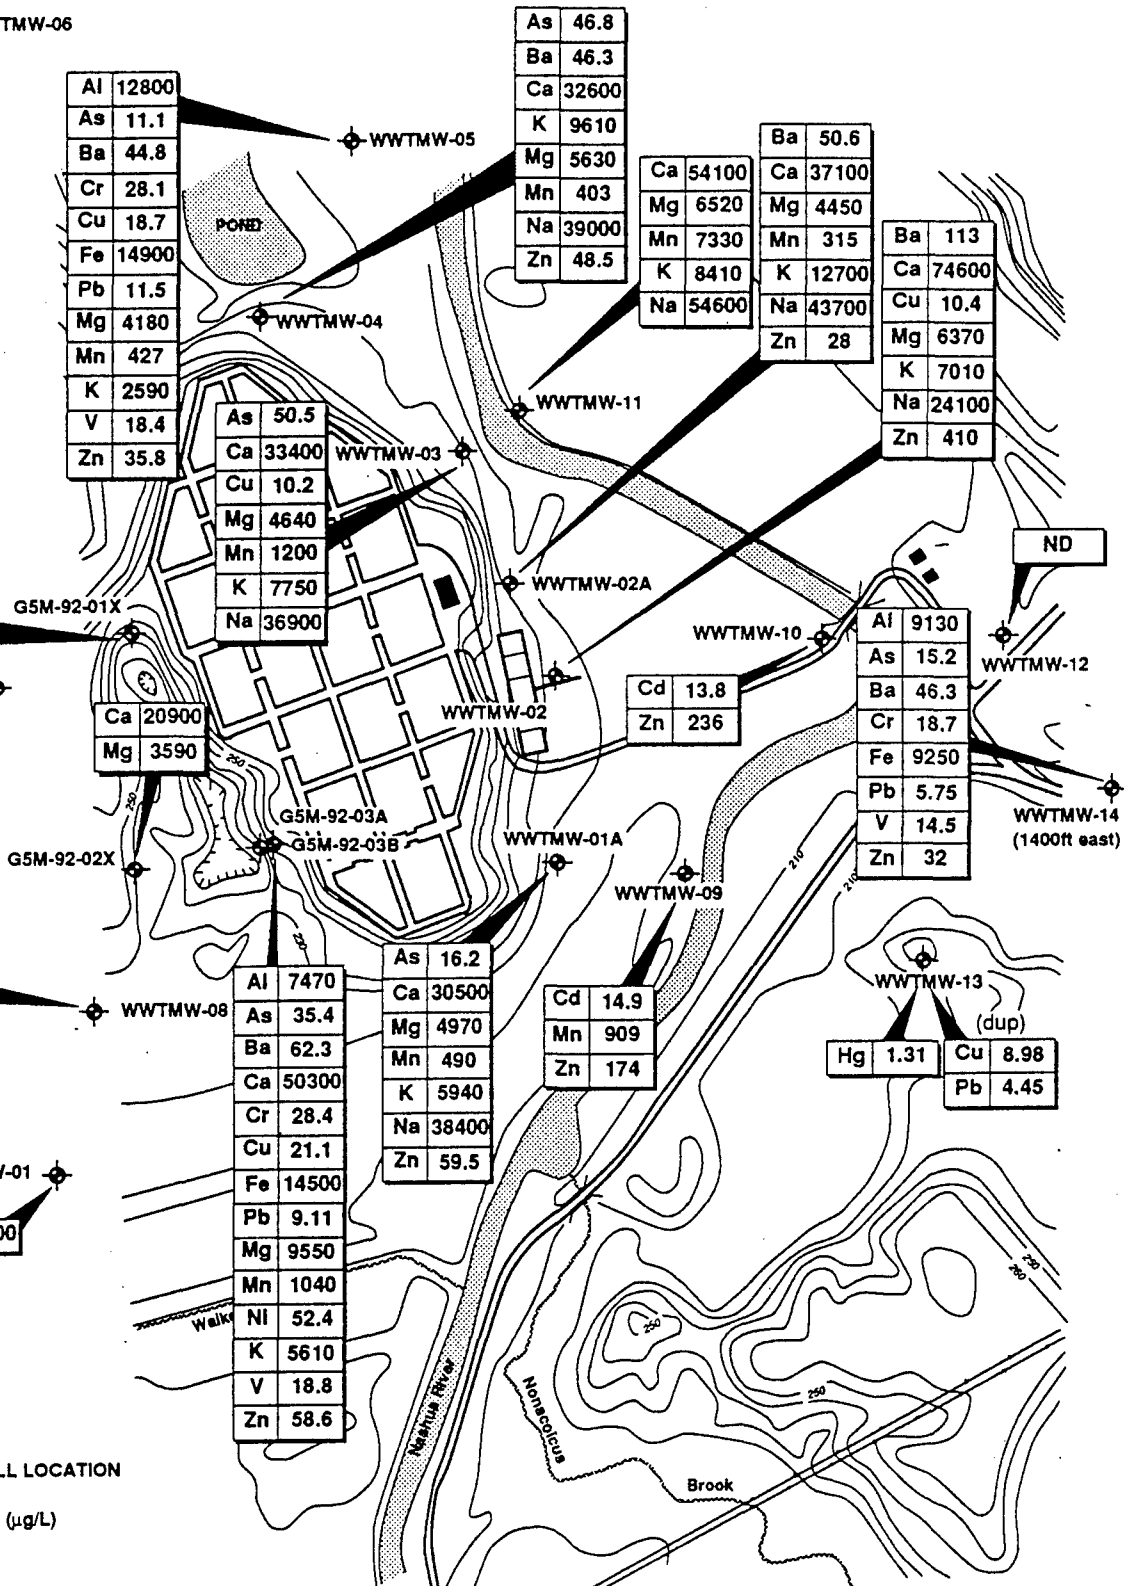 TMW-06
Al 12800
As 11.1
Ba 44.8
Cr 28.1
Cu 18.7
Fe 14900
Pb 11.5
Mg 4180
Mn 427
K 2590
V 18.4
Zn 35.8
WWTMW-05
As 46.8
Ba 46.3
Ca 32600
K 9610
Mg 5630
Mn 403
Na 39000
Zn 48.5
POND
WWTMW-04
Ca 54100
Mg 6520
Mn 7330
K 8410
Na 54600
WWTMW-11
Ba 50.6
Ca 37100
Mg 4450
Mn 315
K 12700
Na 43700
Zn 28
WWTMW-02A
Ba 113
Ca 74600
Cu 10.4
Mg 6370
K 7010
Na 24100
Zn 410
WWTMW-02
As 50.5
Ca 33400
Cu 10.2
Mg 4640
Mn 1200
K 7750
Na 36900
WWTMW-03
ND
WWTMW-12
G5M-92-01X
WWTMW-10
Cd 13.8
Zn 236
Al 9130
As 15.2
Ba 46.3
Cr 18.7
Fe 9250
Pb 5.75
V 14.5
Zn 32
WWTMW-14
(1400ft east)
Ca 20900
Mg 3590
250
250
G5M-92-02X
G5M-92-03A
G5M-92-03B
230
WWTMW-01A
As 16.2
Ca 30500
Mg 4970
Mn 490
K 5940
Na 38400
Zn 59.5
WWTMW-09
Cd 14.9
Mn 909
Zn 174
210
210
WWTMW-13
(dup)
Hg 1.31
Cu 8.98
Pb 4.45
WWTMW-08
Al 7470
As 35.4
Ba 62.3
Ca 50300
Cr 28.4
Cu 21.1
Fe 14500
Pb 9.11
Mg 9550
Mn 1040
Ni 52.4
K 5610
V 18.8
Zn 58.6
-01
00
Walke
Nashua River
Nonacoicus
Brook
250
250
260
250
LL LOCATION
(µg/L)